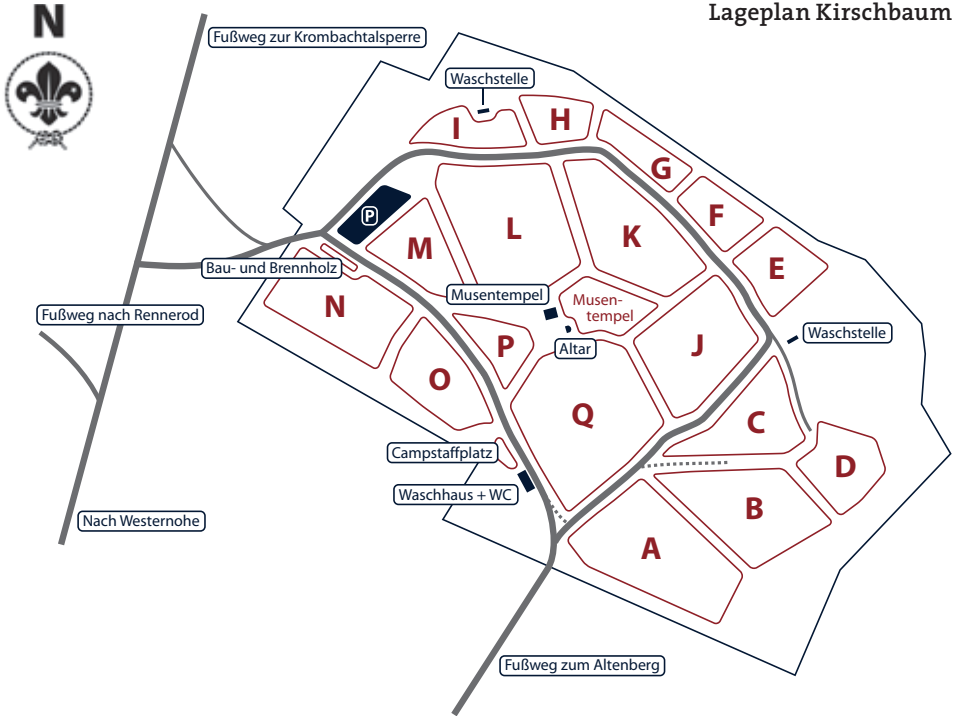 N
Lageplan Kirschbaum
Fußweg zur Krombachtalsperre
Waschstelle
I
H
G
F
E
P
M
L
K
Bau- und Brennholz
N
Musentempel
Musen-
tempel
Fußweg nach Rennerod
Altar
Waschstelle
P
J
O
Q
C
Campstaffplatz
D
Waschhaus + WC
B
Nach Westernohe
A
Fußweg zum Altenberg